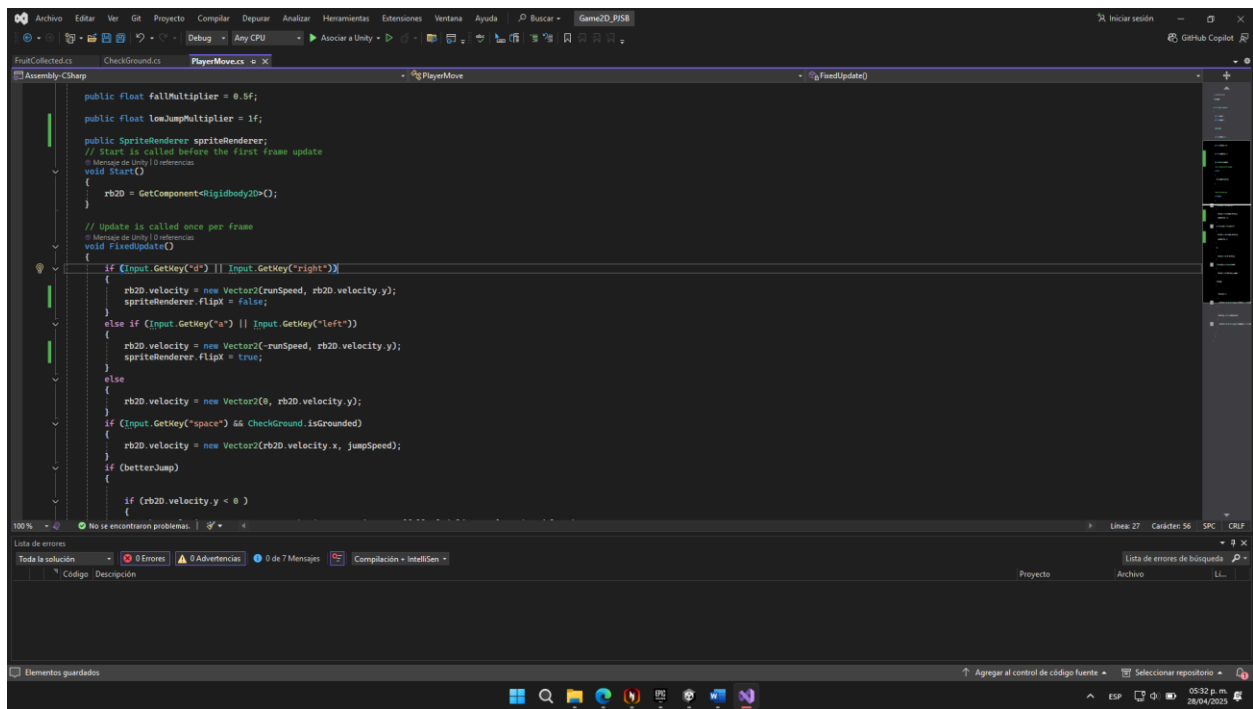 Archivo Editar Ver Git Proyecto Compilar Depurar Analizar Herramientas Extensiones Ventana Ayuda Buscar Game2D_PJSB Iniciar sesión
Debug Any CPU Asociar a Unity GitHub Copilot
FruitCollected.cs CheckGround.cs PlayerMove.cs
Assembly-CSharp PlayerMove FixedUpdate()
public float fallMultiplier = 0.5f;
public float lowJumpMultiplier = 1f;
public SpriteRenderer spriteRenderer;
// Start is called before the first frame update
Mensaje de Unity | 0 referencias
void Start()
{
rb2D = GetComponent<Rigidbody2D>();
}
// Update is called once per frame
Mensaje de Unity | 0 referencias
void FixedUpdate()
{
if (Input.GetKey("d") || Input.GetKey("right"))
{
rb2D.velocity = new Vector2(runSpeed, rb2D.velocity.y);
spriteRenderer.flipX = false;
}
else if (Input.GetKey("a") || Input.GetKey("left"))
{
rb2D.velocity = new Vector2(-runSpeed, rb2D.velocity.y);
spriteRenderer.flipX = true;
}
else
{
rb2D.velocity = new Vector2(0, rb2D.velocity.y);
}
if (Input.GetKey("space") && CheckGround.isGrounded)
{
rb2D.velocity = new Vector2(rb2D.velocity.x, jumpSpeed);
}
if (betterJump)
{
if (rb2D.velocity.y < 0 )
{
100 % No se encontraron problemas. Línea: 27 Carácter: 56 SPC CRLF
Lista de errores
Toda la solución 0 Errores 0 Advertencias 0 de 7 Mensajes Compilación + IntelliSen Lista de errores de búsqueda
Código Descripción Proyecto Archivo Lí...
Elementos guardados Agregar al control de código fuente Seleccionar repositorio
ESP 05:32 p. m.
28/04/2025